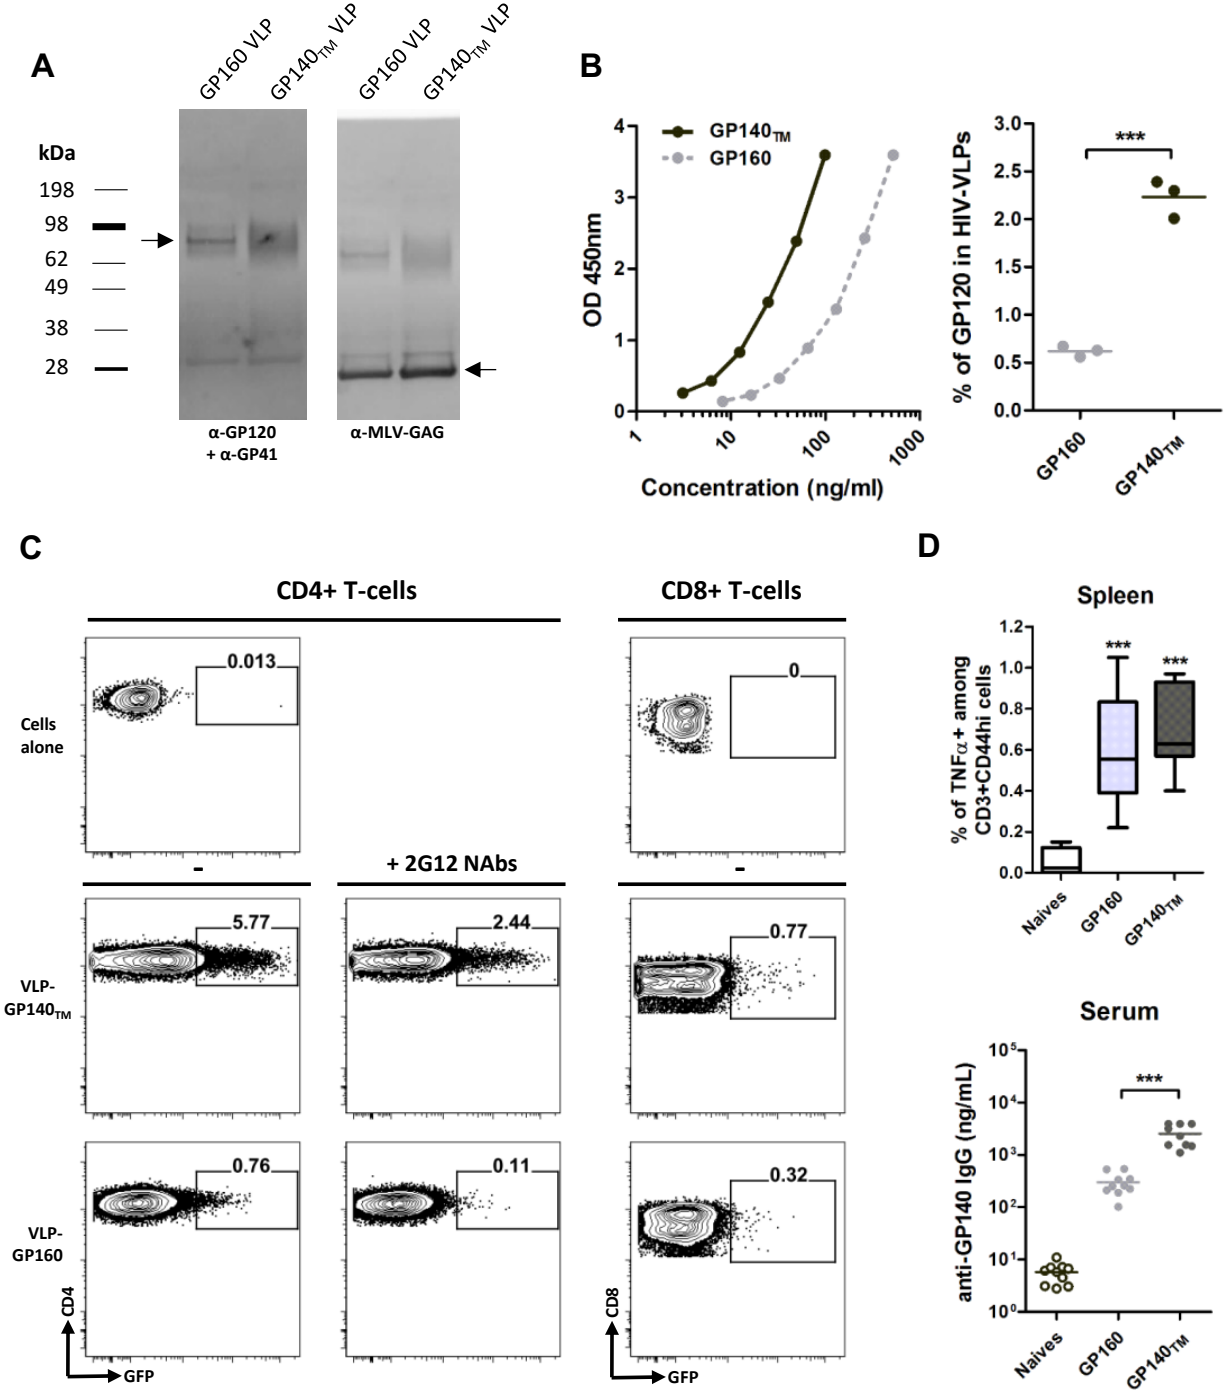 A
GP160 VLP
GP140TM VLP
GP160 VLP
GP140TM VLP
kDa
198
98
62
49
38
28
α-GP120
+ α-GP41
α-MLV-GAG
B
GP140TM
GP160
OD 450nm
4
3
2
1
0
1
10
100
1000
Concentration (ng/ml)
% of GP120 in HIV-VLPs
3.0
2.5
2.0
1.5
1.0
0.5
0.0
***
GP160
GP140TM
C
CD4+ T-cells
CD8+ T-cells
Cells
alone
0.013
0
-
+ 2G12 NAbs
-
VLP-
GP140TM
5.77
2.44
0.77
VLP-
GP160
0.76
0.11
0.32
CD4
GFP
CD8
GFP
D
Spleen
% of TNFα+ among
CD3+CD44hi cells
1.2
1.0
0.8
0.6
0.4
0.2
0.0
***
***
Naives
GP160
GP140TM
Serum
anti-GP140 IgG (ng/mL)
10⁵
10⁴
10³
10²
10¹
10⁰
***
Naives
GP160
GP140TM